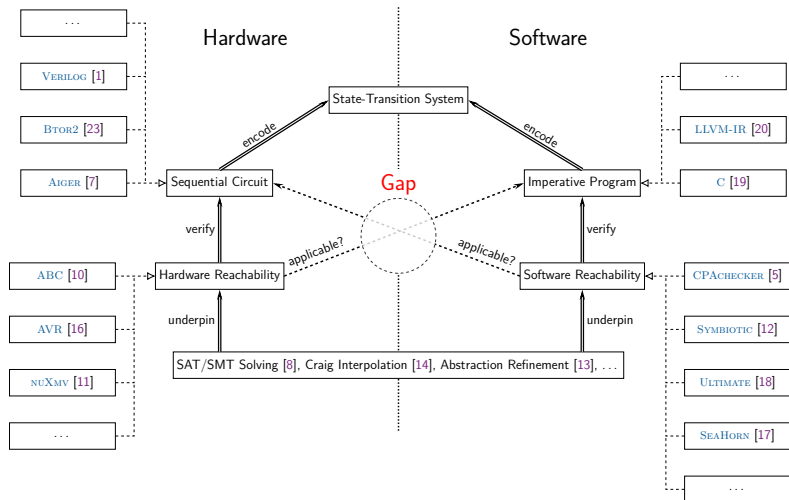 Hardware
Software
. . .
VERILOG [1]
BTOR2 [23]
AIGER [7]
State-Transition System
encode
encode
. . .
LLVM-IR [20]
C [19]
Sequential Circuit
Gap
Imperative Program
verify
applicable?
applicable?
verify
ABC [10]
AVR [16]
NUXMV [11]
. . .
Hardware Reachability
Software Reachability
CPACHECKER [5]
SYMBIOTIC [12]
ULTIMATE [18]
SEAHORN [17]
. . .
underpin
underpin
SAT/SMT Solving [8], Craig Interpolation [14], Abstraction Refinement [13], . . .